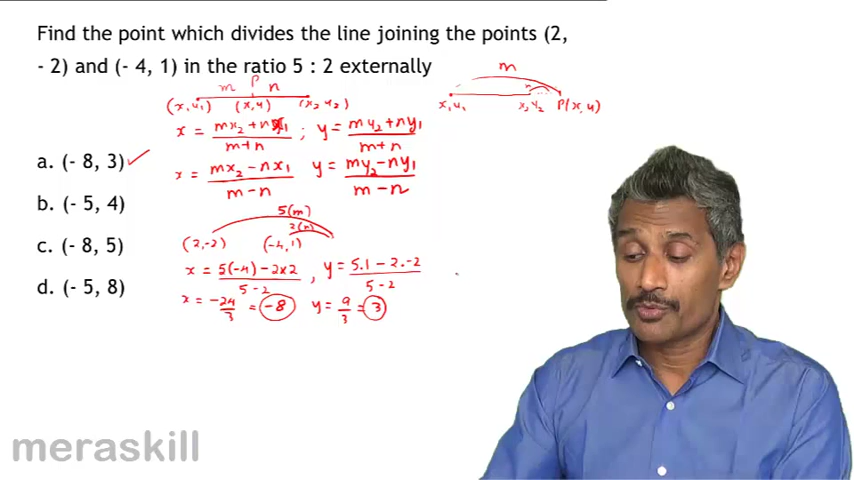 Find the point which divides the line joining the points (2,
- 2) and (- 4, 1) in the ratio 5 : 2 externally
m P n
(x, y1) (x, y) (x2 y2)
m
n
x, y1 x2 y2 P(x, y)
x = mx2 + nx1 / m + n ; y = my2 + ny1 / m + n
a. (- 8, 3) ✓
x = mx2 − nx1 / m − n y = my2 − ny1 / m − n
b. (- 5, 4)
5(m)
2(n)
c. (- 8, 5)
(2, -2) (-4, 1)
x = 5(-4) − 2×2 / 5 − 2 , y = 5.1 − 2.-2 / 5 − 2
d. (- 5, 8)
x = −24 / 3 = −8 y = 9 / 3 = 3
meraskill